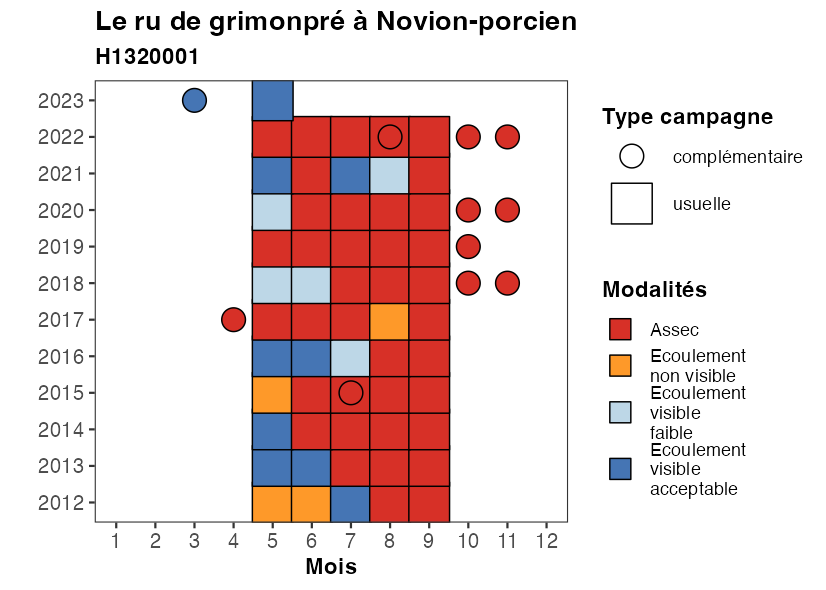 Le ru de grimonpré à Novion-porcien
H1320001
2023
2022
2021
2020
2019
2018
2017
2016
2015
2014
2013
2012
1 2 3 4 5 6 7 8 9 10 11 12
Mois
Type campagne
complémentaire
usuelle
Modalités
Assec
Ecoulement
non visible
Ecoulement
visible
faible
Ecoulement
visible
acceptable